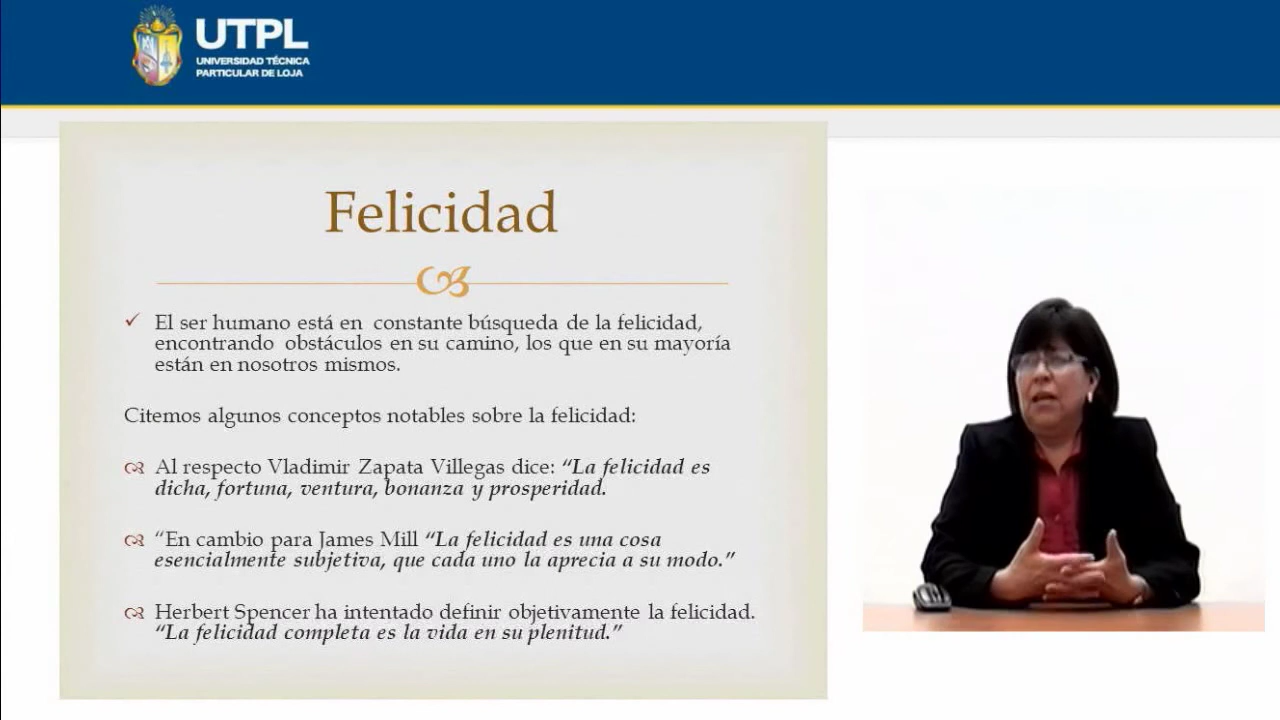 UTPL
UNIVERSIDAD TÉCNICA
PARTICULAR DE LOJA
Felicidad
El ser humano está en constante búsqueda de la felicidad,
encontrando obstáculos en su camino, los que en su mayoría
están en nosotros mismos.
Citemos algunos conceptos notables sobre la felicidad:
Al respecto Vladimir Zapata Villegas dice: “La felicidad es
dicha, fortuna, ventura, bonanza y prosperidad.
“En cambio para James Mill “La felicidad es una cosa
esencialmente subjetiva, que cada uno la aprecia a su modo.”
Herbert Spencer ha intentado definir objetivamente la felicidad.
“La felicidad completa es la vida en su plenitud.”